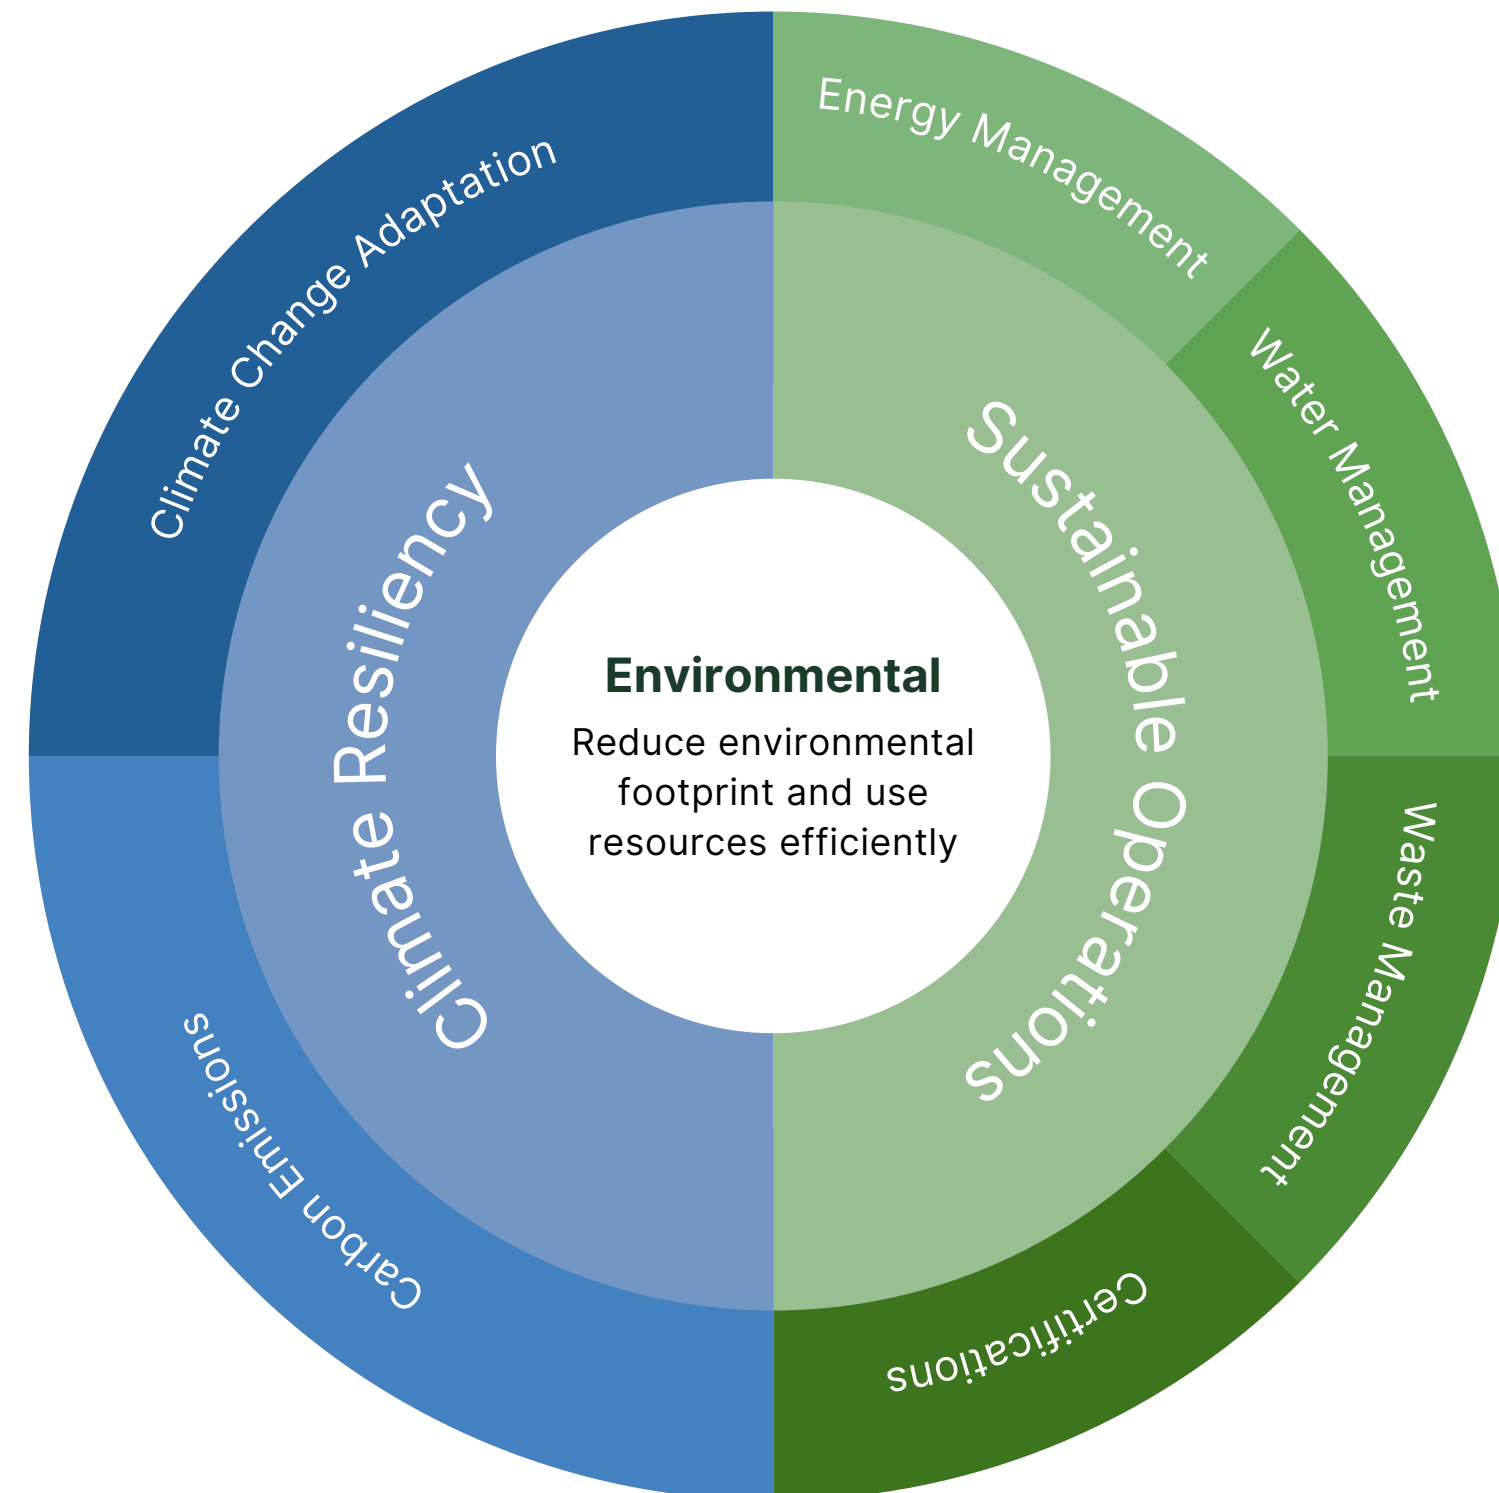 Environmental
Reduce environmental
footprint and use
resources efficiently
Climate Resiliency
Sustainable Operations
Climate Change Adaptation
Energy Management
Water Management
Waste Management
Certifications
Carbon Emissions